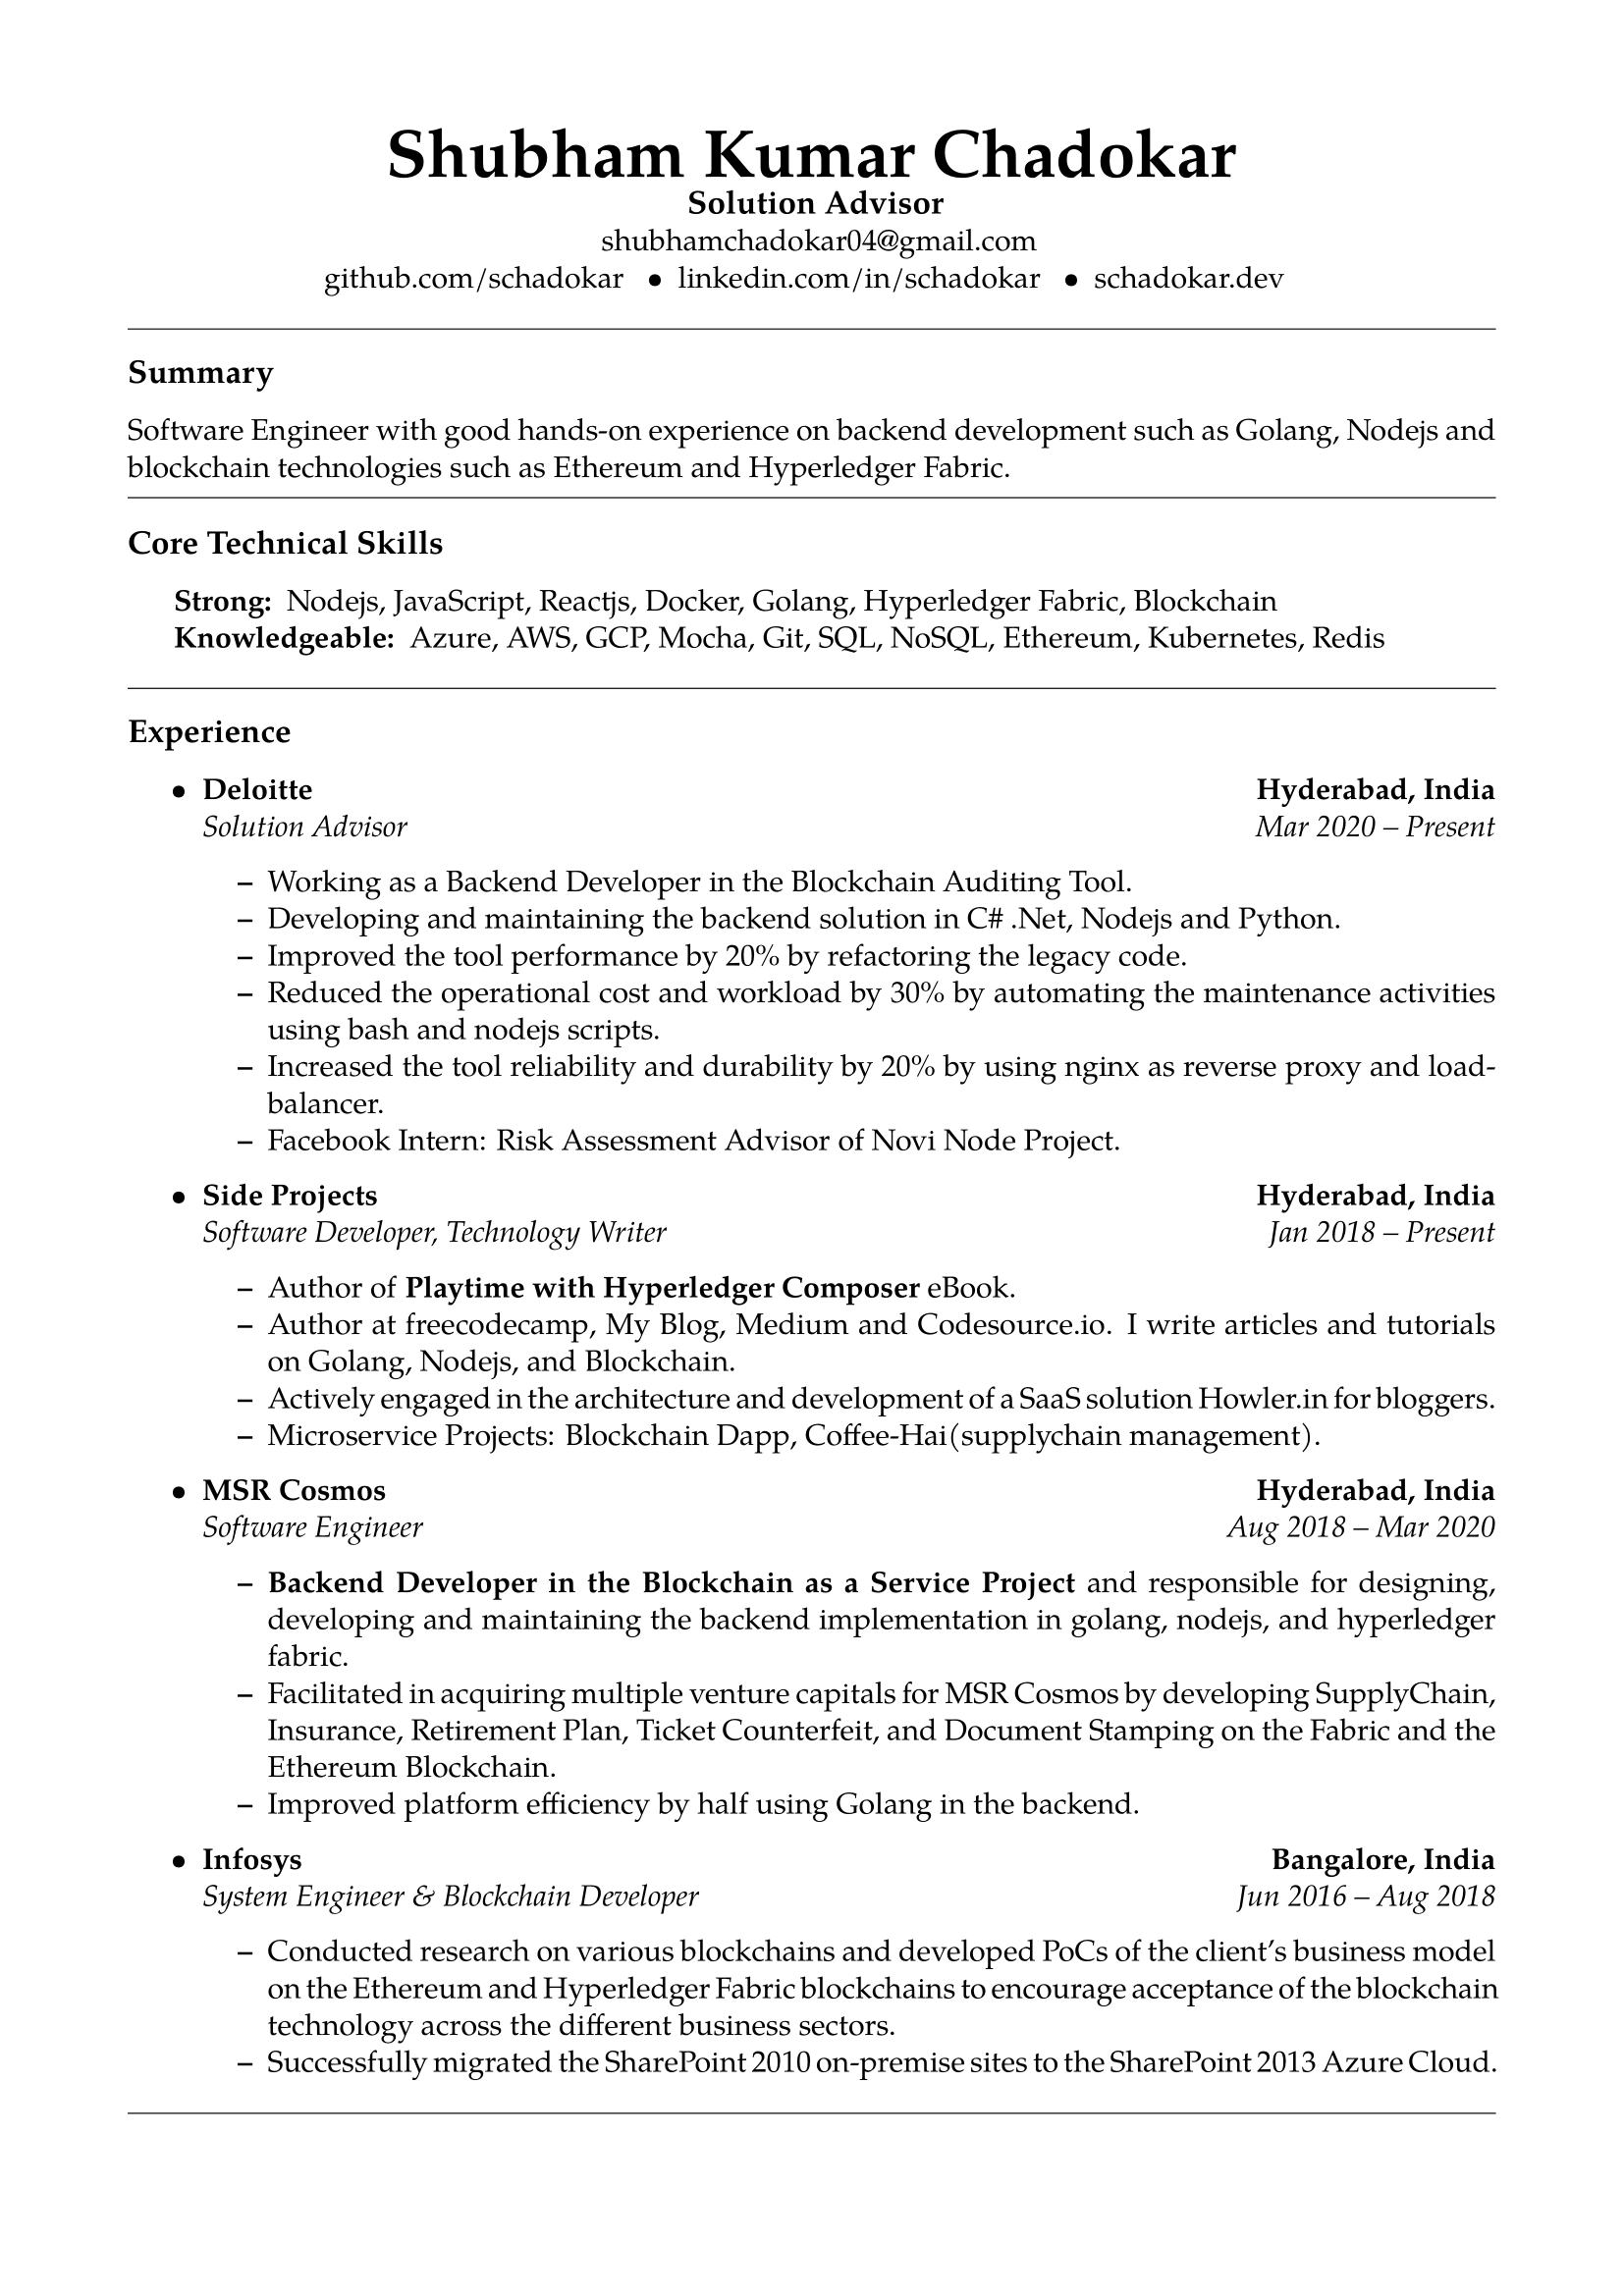 Shubham Kumar Chadokar
Solution Advisor
shubhamchadokar04@gmail.com
github.com/schadokar • linkedin.com/in/schadokar • schadokar.dev
Summary
Software Engineer with good hands-on experience on backend development such as Golang, Nodejs and
blockchain technologies such as Ethereum and Hyperledger Fabric.
Core Technical Skills
Strong: Nodejs, JavaScript, Reactjs, Docker, Golang, Hyperledger Fabric, Blockchain
Knowledgeable: Azure, AWS, GCP, Mocha, Git, SQL, NoSQL, Ethereum, Kubernetes, Redis
Experience
• Deloitte Hyderabad, India
Solution Advisor Mar 2020 – Present
– Working as a Backend Developer in the Blockchain Auditing Tool.
– Developing and maintaining the backend solution in C# .Net, Nodejs and Python.
– Improved the tool performance by 20% by refactoring the legacy code.
– Reduced the operational cost and workload by 30% by automating the maintenance activities
using bash and nodejs scripts.
– Increased the tool reliability and durability by 20% by using nginx as reverse proxy and load-
balancer.
– Facebook Intern: Risk Assessment Advisor of Novi Node Project.
• Side Projects Hyderabad, India
Software Developer, Technology Writer Jan 2018 – Present
– Author of Playtime with Hyperledger Composer eBook.
– Author at freecodecamp, My Blog, Medium and Codesource.io. I write articles and tutorials
on Golang, Nodejs, and Blockchain.
– Actively engaged in the architecture and development of a SaaS solution Howler.in for bloggers.
– Microservice Projects: Blockchain Dapp, Coffee-Hai(supplychain management).
• MSR Cosmos Hyderabad, India
Software Engineer Aug 2018 – Mar 2020
– Backend Developer in the Blockchain as a Service Project and responsible for designing,
developing and maintaining the backend implementation in golang, nodejs, and hyperledger
fabric.
– Facilitated in acquiring multiple venture capitals for MSR Cosmos by developing SupplyChain,
Insurance, Retirement Plan, Ticket Counterfeit, and Document Stamping on the Fabric and the
Ethereum Blockchain.
– Improved platform efficiency by half using Golang in the backend.
• Infosys Bangalore, India
System Engineer & Blockchain Developer Jun 2016 – Aug 2018
– Conducted research on various blockchains and developed PoCs of the client's business model
on the Ethereum and Hyperledger Fabric blockchains to encourage acceptance of the blockchain
technology across the different business sectors.
– Successfully migrated the SharePoint 2010 on-premise sites to the SharePoint 2013 Azure Cloud.